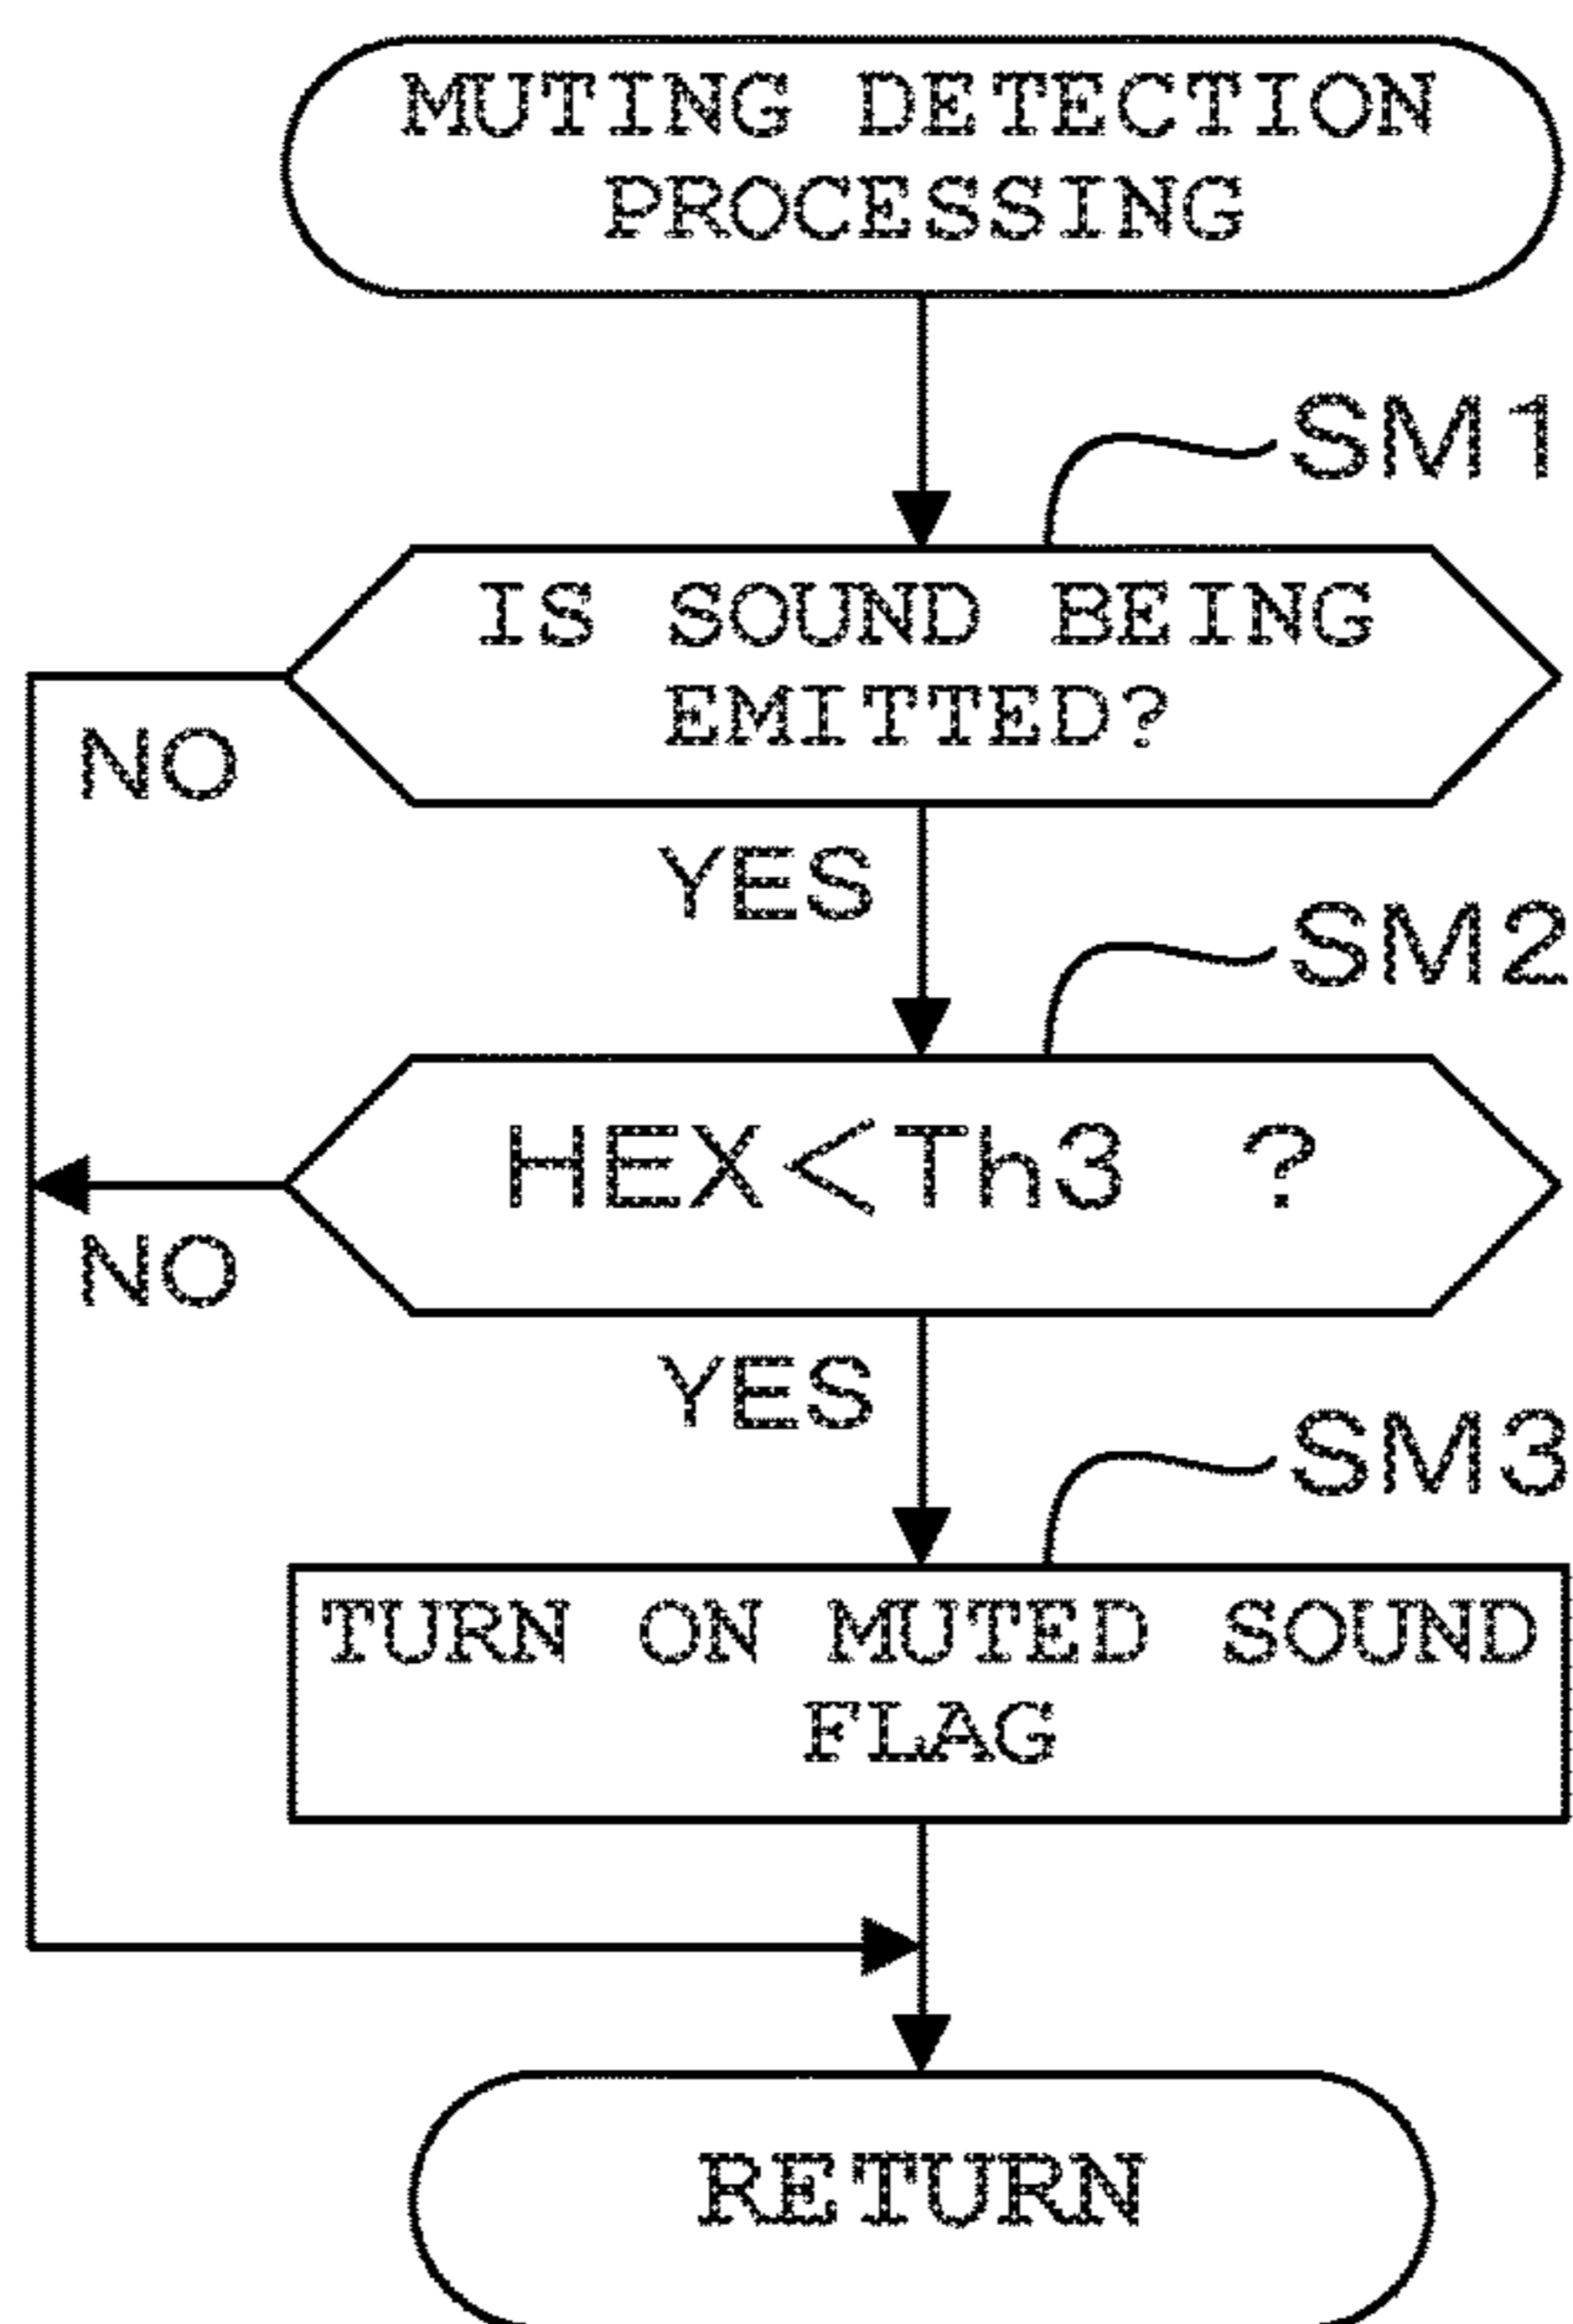 MUTING DETECTION
PROCESSING
SM1
IS SOUND BEING
EMITTED?
NO
YES
SM2
HEX<Th3 ?
NO
YES
SM3
TURN ON MUTED SOUND
FLAG
RETURN